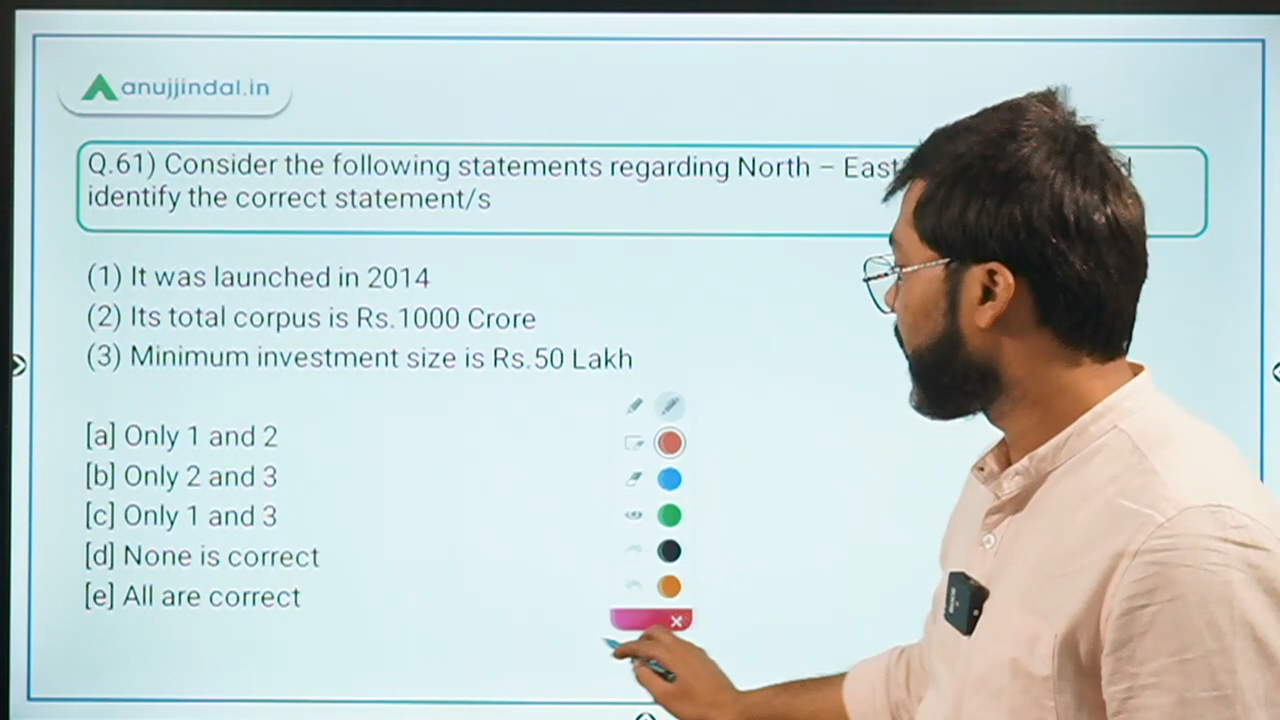 anujjindal.in
Q.61) Consider the following statements regarding North – East
identify the correct statement/s
(1) It was launched in 2014
(2) Its total corpus is Rs.1000 Crore
(3) Minimum investment size is Rs.50 Lakh
[a] Only 1 and 2
[b] Only 2 and 3
[c] Only 1 and 3
[d] None is correct
[e] All are correct